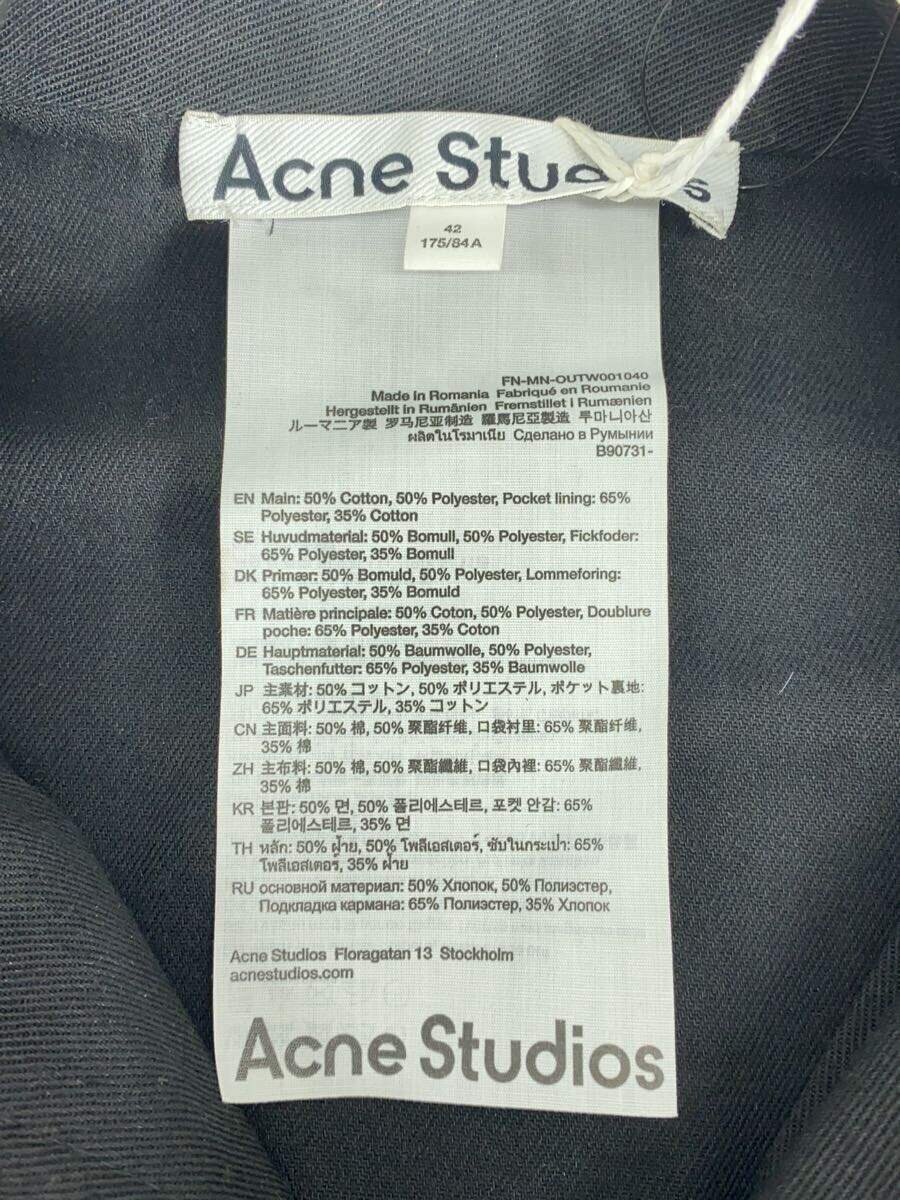 Acne Studios
42
175/84A
FN-MN-OUTW001040
Made in Romania Fabriqué en Roumanie
Hergestellt in Rumänien Fremstillet i Rumænien
ルーマニア製 罗马尼亚制造 羅馬尼亞製造 루마니아산
ผลิตในโรมาเนีย Сделано в Румынии
B90731-
EN Main: 50% Cotton, 50% Polyester, Pocket lining: 65%
Polyester, 35% Cotton
SE Huvudmaterial: 50% Bomull, 50% Polyester, Fickfoder:
65% Polyester, 35% Bomull
DK Primær: 50% Bomuld, 50% Polyester, Lommeforing:
65% Polyester, 35% Bomuld
FR Matière principale: 50% Coton, 50% Polyester, Doublure
poche: 65% Polyester, 35% Coton
DE Hauptmaterial: 50% Baumwolle, 50% Polyester,
Taschenfutter: 65% Polyester, 35% Baumwolle
JP 主素材: 50% コットン, 50% ポリエステル, ポケット裏地:
65% ポリエステル, 35% コットン
CN 主面料: 50% 棉, 50% 聚酯纤维, 口袋衬里: 65% 聚酯纤维,
35% 棉
ZH 主布料: 50% 棉, 50% 聚酯纖維, 口袋內裡: 65% 聚酯纖維,
35% 棉
KR 본판: 50% 면, 50% 폴리에스테르, 포켓 안감: 65%
폴리에스테르, 35% 면
TH หลัก: 50% ฝ้าย, 50% โพลีเอสเตอร์, ซับในกระเป๋า: 65%
โพลีเอสเตอร์, 35% ฝ้าย
RU основной материал: 50% Хлопок, 50% Полиэстер,
Подкладка кармана: 65% Полиэстер, 35% Хлопок
Acne Studios Floragatan 13 Stockholm
acnestudios.com
Acne Studios